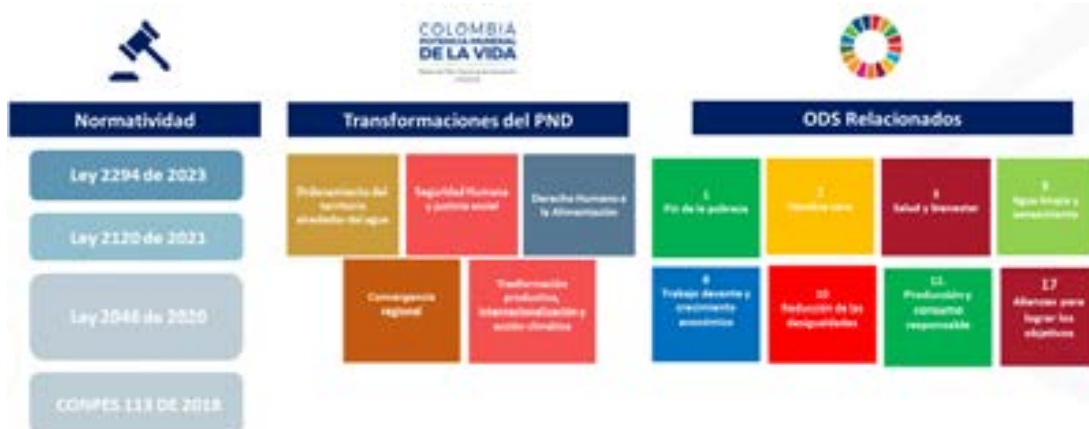 COLOMBIA
POTENCIA MUNDIAL
DE LA VIDA
Normatividad
Ley 2294 de 2023
Ley 2120 de 2021
Ley 2046 de 2020
CONPES 113 DE 2018
Transformaciones del PND
Ordenamiento del
territorio
alrededor del agua
Seguridad Humana
y justicia social
Derecho Humano a
la Alimentación
Convergencia
regional
Trasformación
productiva,
internacionalización y
acción climática
ODS Relacionados
1
Fin de la pobreza
Hambre cero
Salud y bienestar
Agua limpia y
saneamiento
8
Trabajo decente y
crecimiento
económico
10
Reducción de las
desigualdades
12
Producción y
consumo
responsable
17
Alianzas para
lograr los
objetivos